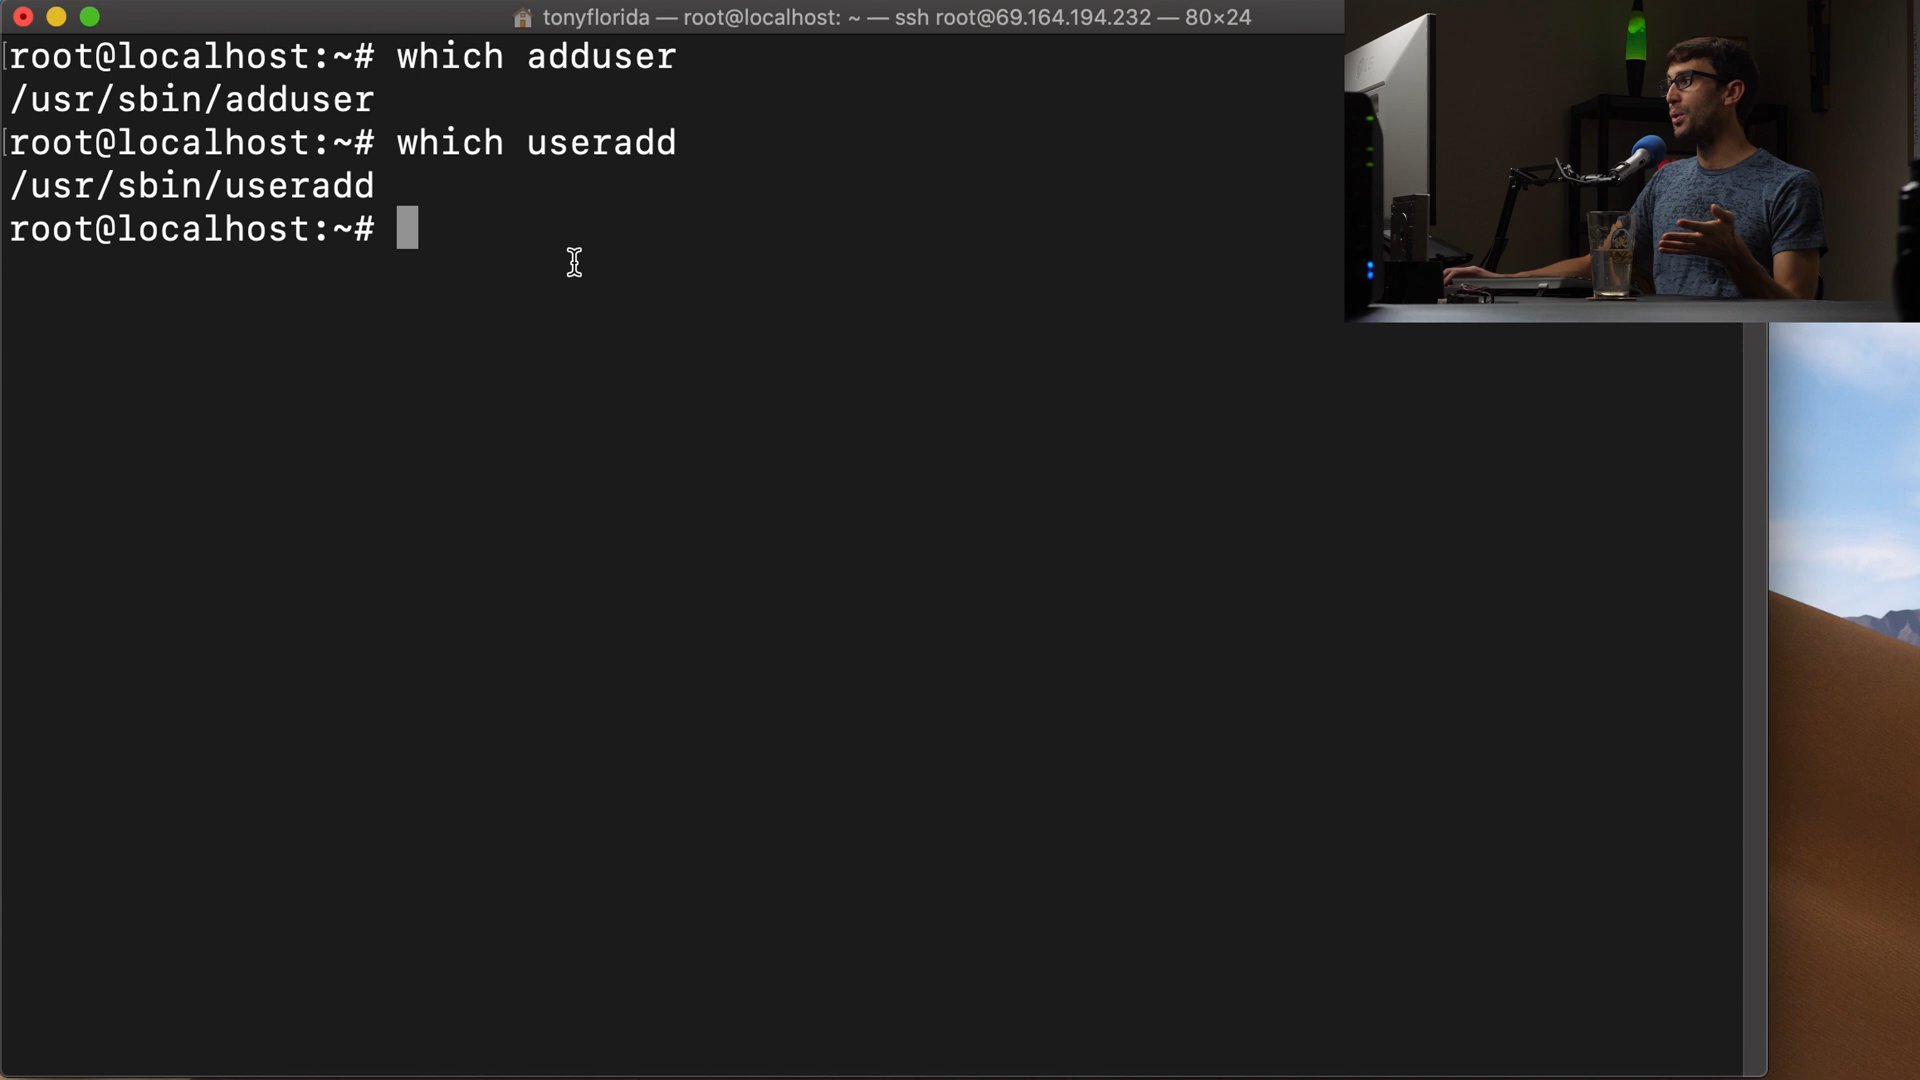 tonyflorida — root@localhost: ~ — ssh root@69.164.194.232 — 80×24
root@localhost:~# which adduser
/usr/sbin/adduser
root@localhost:~# which useradd
/usr/sbin/useradd
root@localhost:~#